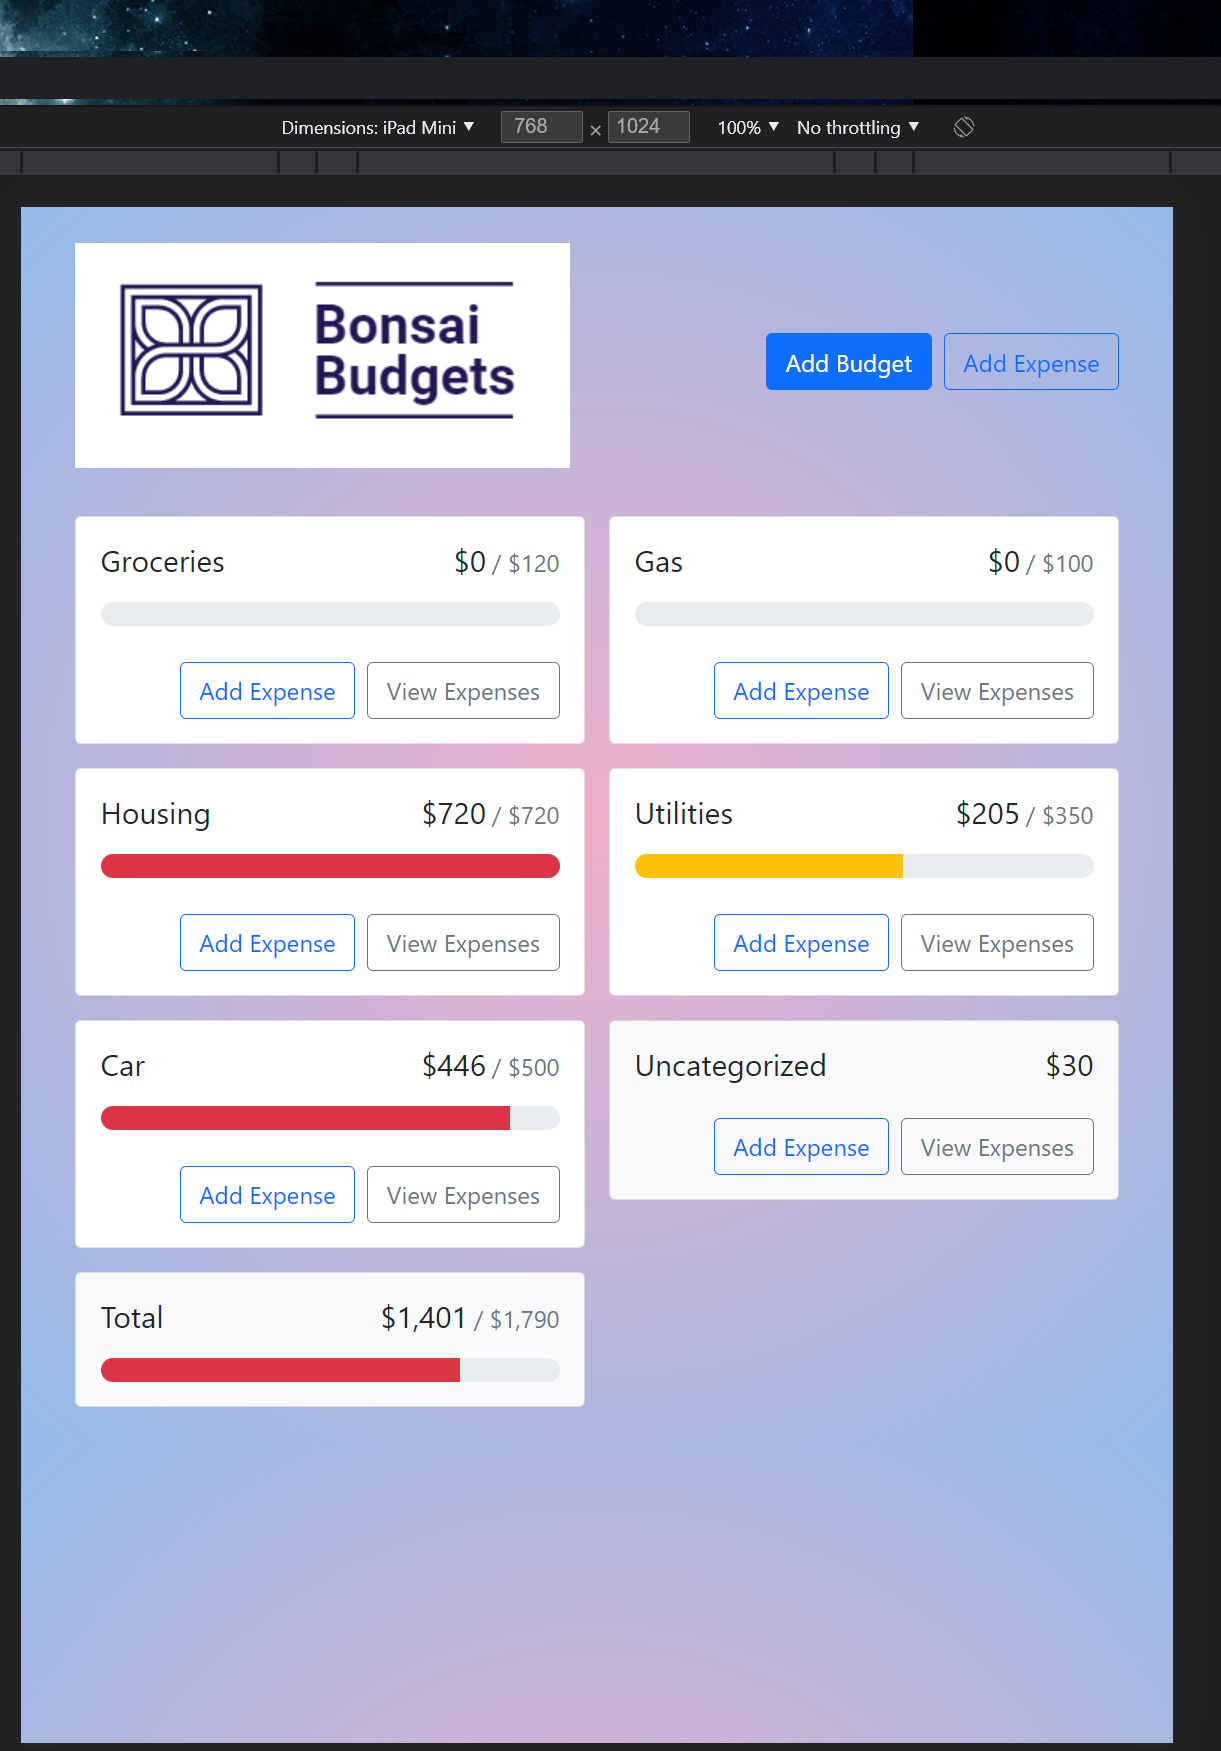 Dimensions: iPad Mini ▼ 768 × 1024 100% ▼ No throttling ▼
Bonsai
Budgets
Add Budget Add Expense
Groceries $0 / $120
Add Expense View Expenses
Gas $0 / $100
Add Expense View Expenses
Housing $720 / $720
Add Expense View Expenses
Utilities $205 / $350
Add Expense View Expenses
Car $446 / $500
Add Expense View Expenses
Uncategorized $30
Add Expense View Expenses
Total $1,401 / $1,790